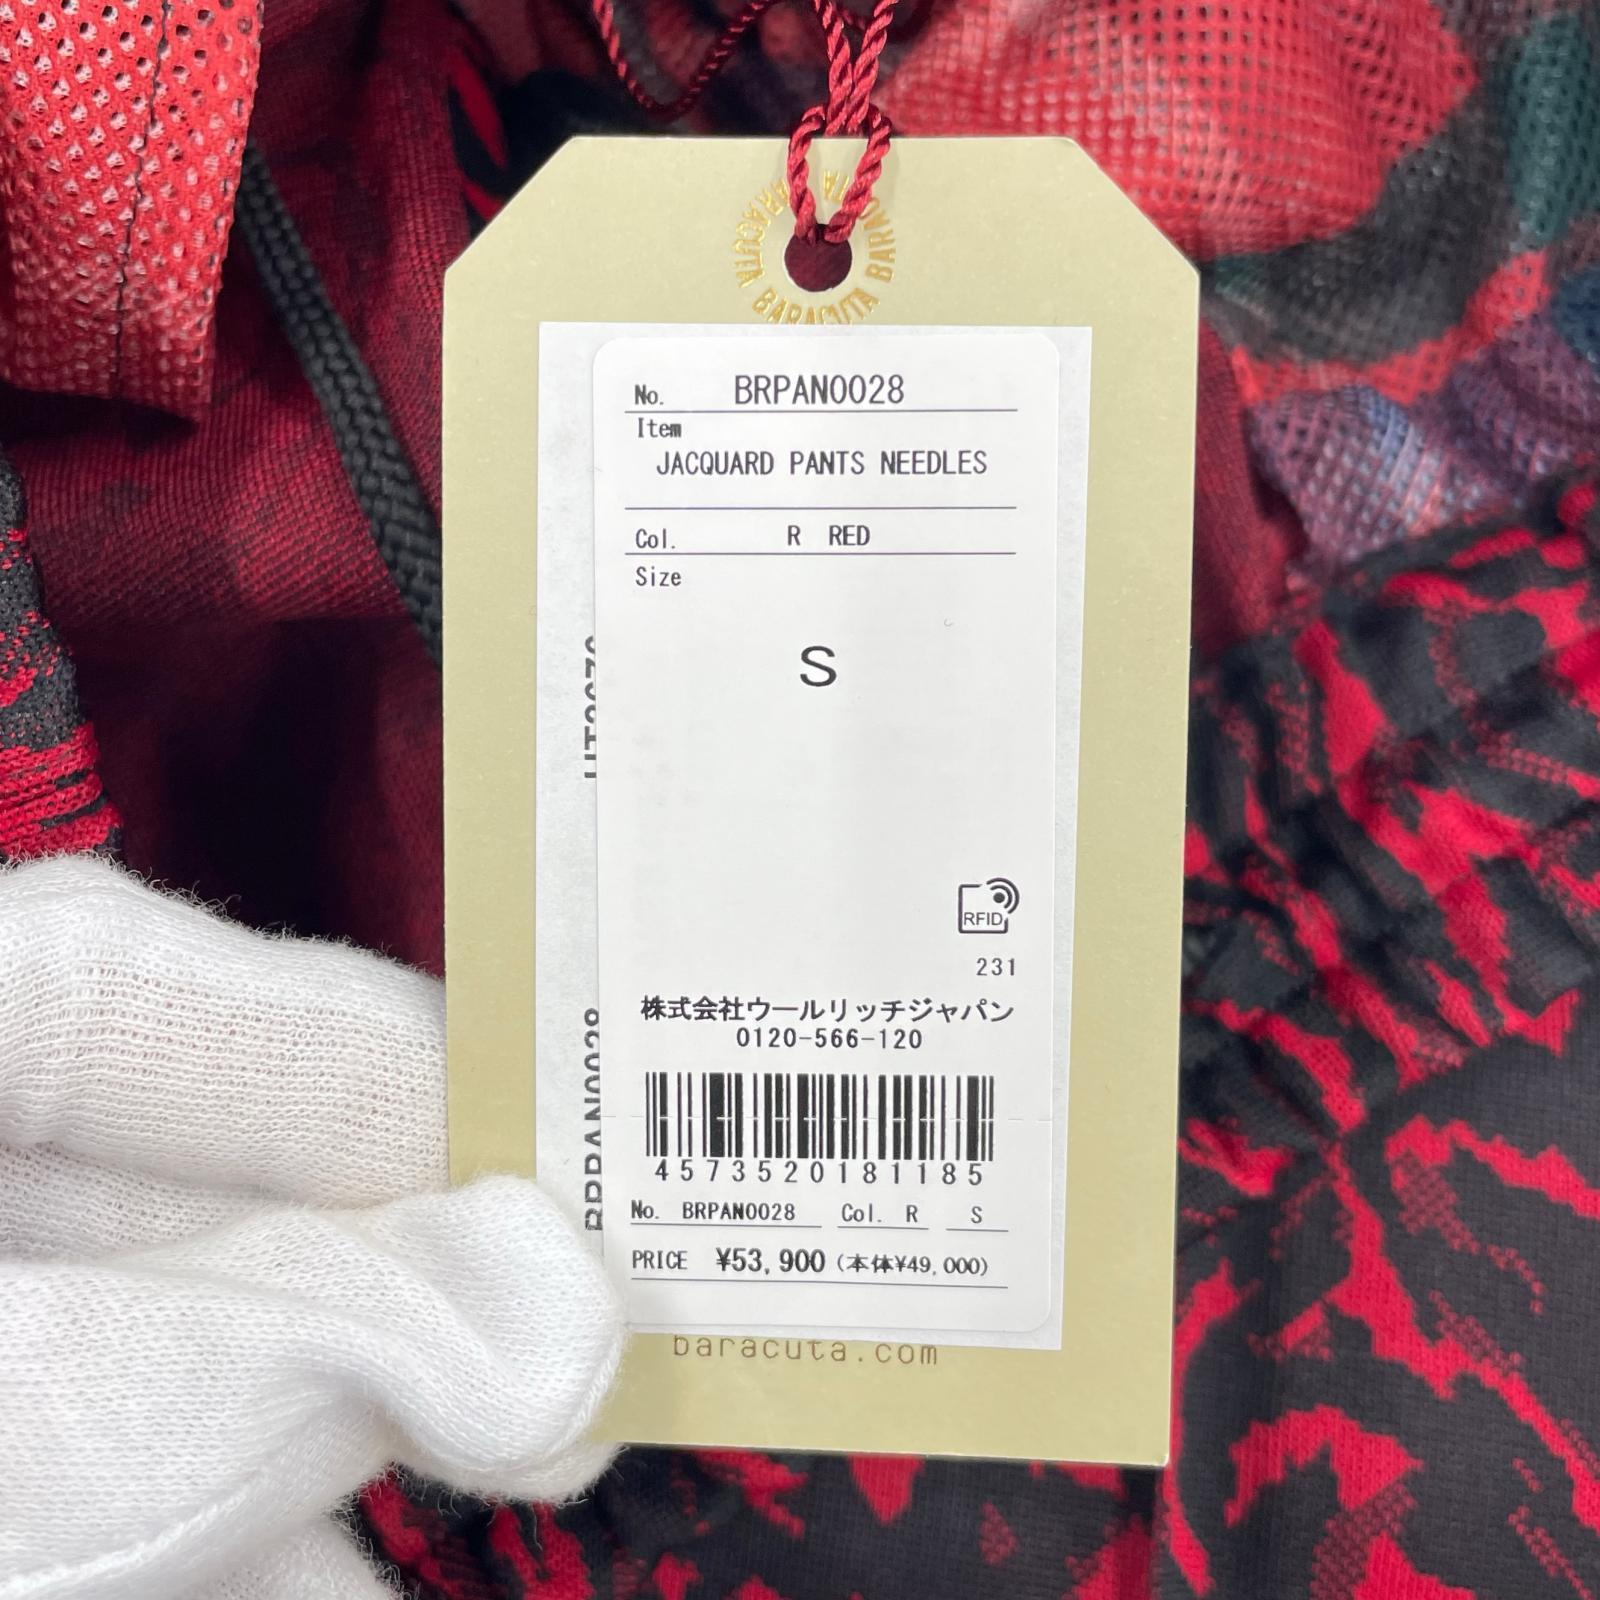 BARACUTA BARACUTA BARACUTA
No. BRPAN0028
Item
JACQUARD PANTS NEEDLES
Col. R RED
Size
S
RFID
231
株式会社ウールリッチジャパン
0120-566-120
4573520181185
No. BRPAN0028 Col. R S
PRICE ¥53,900 (本体¥49,000)
BRPAN0028
baracuta.com